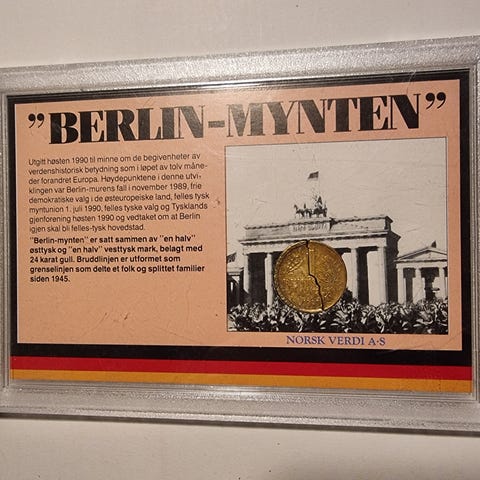 "BERLIN-MYNTEN"
Utgitt høsten 1990 til minne om de begivenheter av
verdenshistorisk betydning som i løpet av tolv måne-
der forandret Europa. Høydepunktene i denne utvi-
klingen var Berlin-murens fall i november 1989, frie
demokratiske valg i de østeuropeiske land, felles tysk
myntunion 1. juli 1990, felles tyske valg og Tysklands
gjenforening høsten 1990 og vedtaket om at Berlin
igjen skal bli felles-tysk hovedstad.
"Berlin-mynten" er satt sammen av "en halv"
østtysk og "en halv" vesttysk mark, belagt med
24 karat gull. Bruddlinjen er utformet som
grenselinjen som delte et folk og splittet familier
siden 1945.
NORSK VERDI A·S